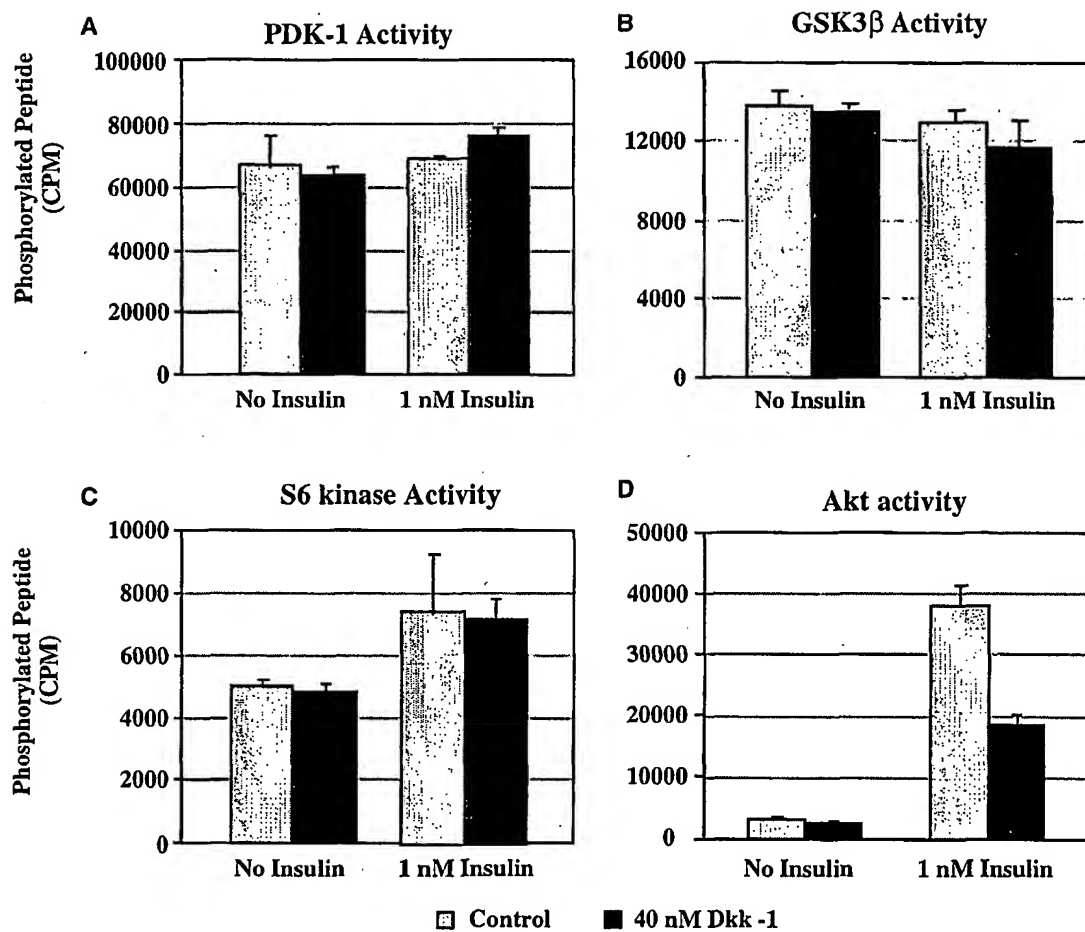 A
PDK-1 Activity
Phosphorylated Peptide
(CPM)
100000
80000
60000
40000
20000
0
No Insulin
1 nM Insulin
B
GSK3β Activity
16000
12000
8000
4000
0
No Insulin
1 nM Insulin
C
S6 kinase Activity
Phosphorylated Peptide
(CPM)
10000
8000
6000
4000
2000
0
No Insulin
1 nM Insulin
D
Akt activity
50000
40000
30000
20000
10000
0
No Insulin
1 nM Insulin
Control
40 nM Dkk -1